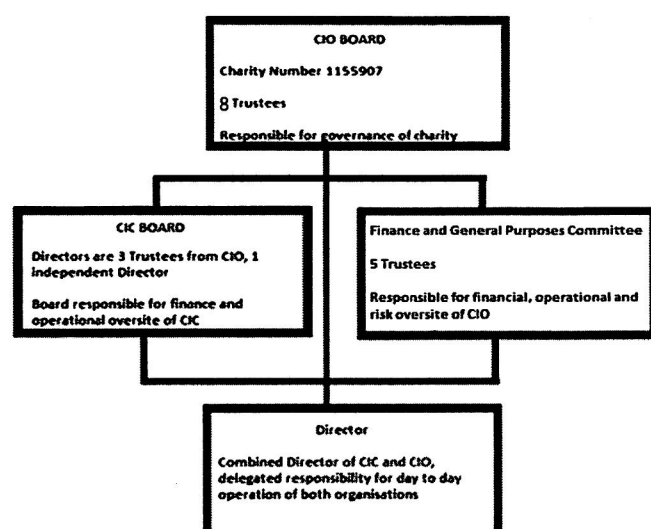 CIO BOARD
Charity Number 1155907
8 Trustees
Responsible for governance of charity
CIC BOARD
Directors are 3 Trustees from CIO, 1
independent Director
Board responsible for finance and
operational oversite of CIC
Finance and General Purposes Committee
5 Trustees
Responsible for financial, operational and
risk oversite of CIO
Director
Combined Director of CIC and CIO,
delegated responsibility for day to day
operation of both organisations